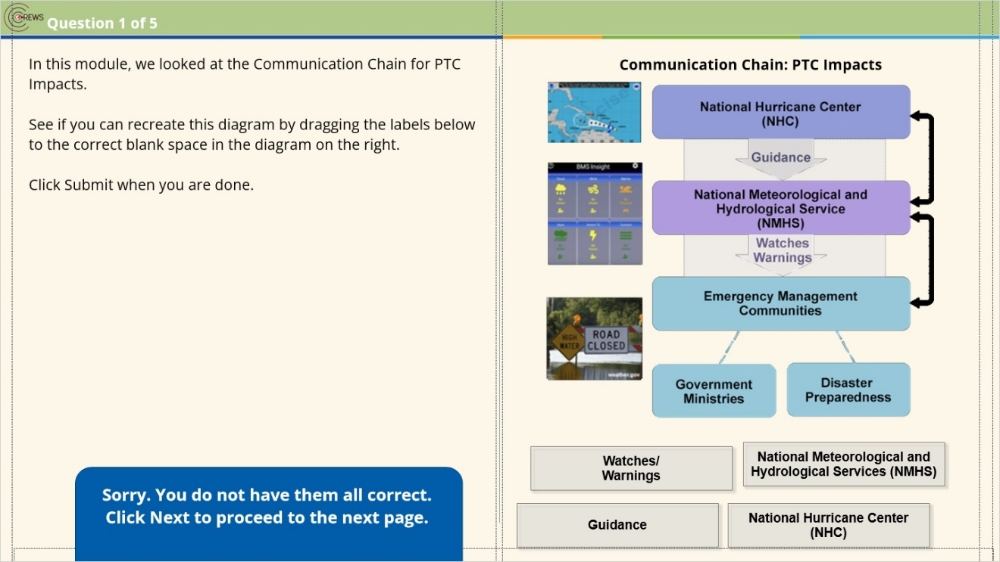 CREWS
Question 1 of 5
In this module, we looked at the Communication Chain for PTC
Impacts.
See if you can recreate this diagram by dragging the labels below
to the correct blank space in the diagram on the right.
Click Submit when you are done.
Sorry. You do not have them all correct.
Click Next to proceed to the next page.
Communication Chain: PTC Impacts
National Hurricane Center
(NHC)
Guidance
BMS Insight
National Meteorological and
Hydrological Service
(NMHS)
Watches
Warnings
Emergency Management
Communities
HIGH
WATER
ROAD
CLOSED
weather.gov
Government
Ministries
Disaster
Preparedness
Watches/
Warnings
National Meteorological and
Hydrological Services (NMHS)
Guidance
National Hurricane Center
(NHC)